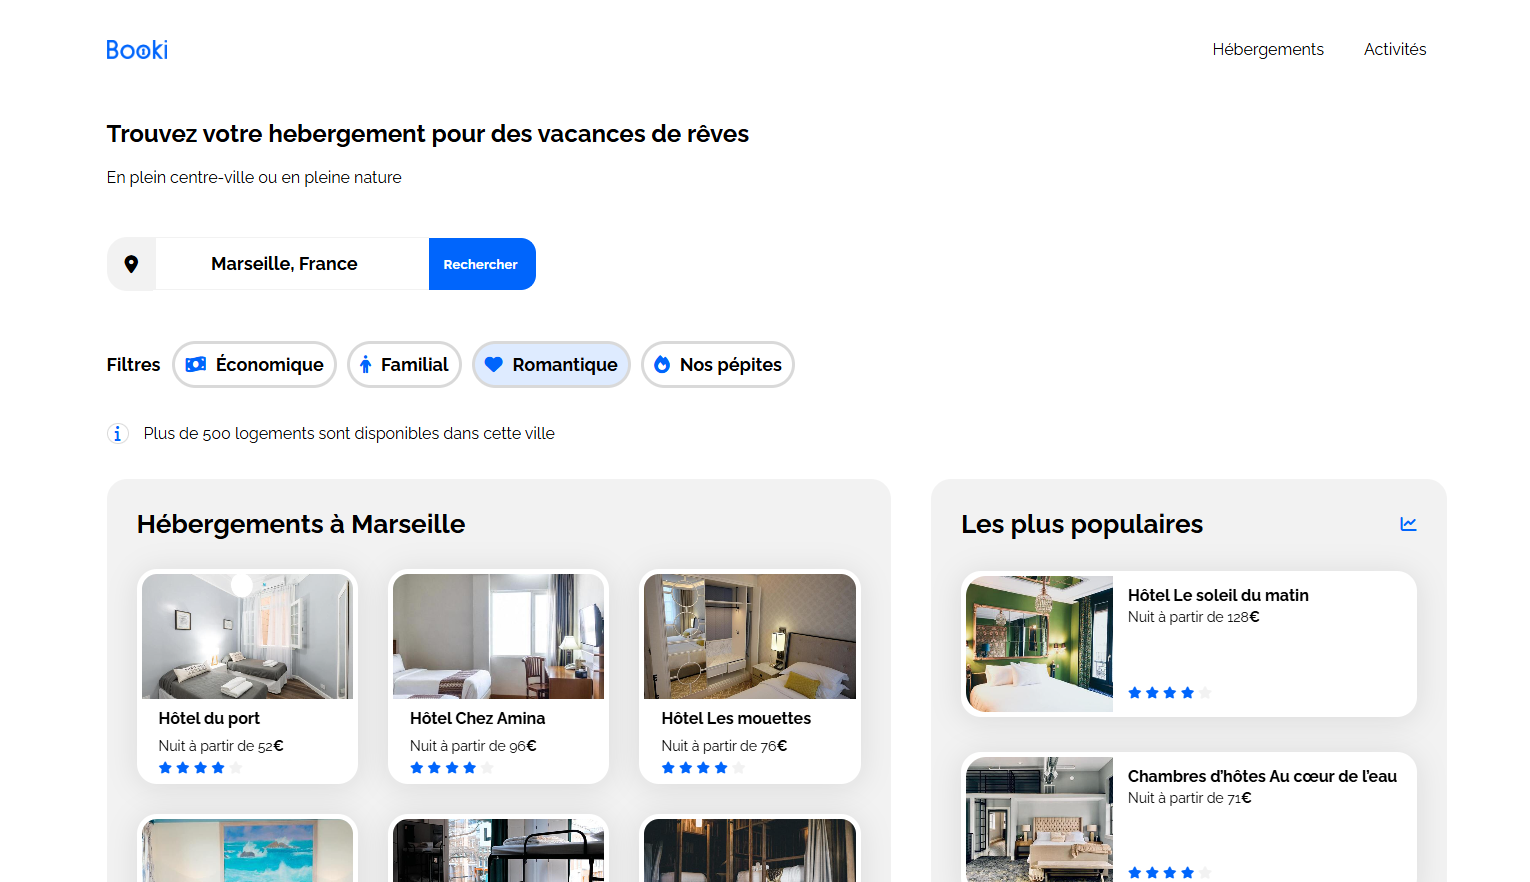 Booki
Hébergements
Activités
Trouvez votre hebergement pour des vacances de rêves
En plein centre-ville ou en pleine nature
Marseille, France
Rechercher
Filtres
Économique
Familial
Romantique
Nos pépites
Plus de 500 logements sont disponibles dans cette ville
Hébergements à Marseille
Hôtel du port
Nuit à partir de 52€
Hôtel Chez Amina
Nuit à partir de 96€
Hôtel Les mouettes
Nuit à partir de 76€
Les plus populaires
Hôtel Le soleil du matin
Nuit à partir de 128€
Chambres d’hôtes Au cœur de l’eau
Nuit à partir de 71€